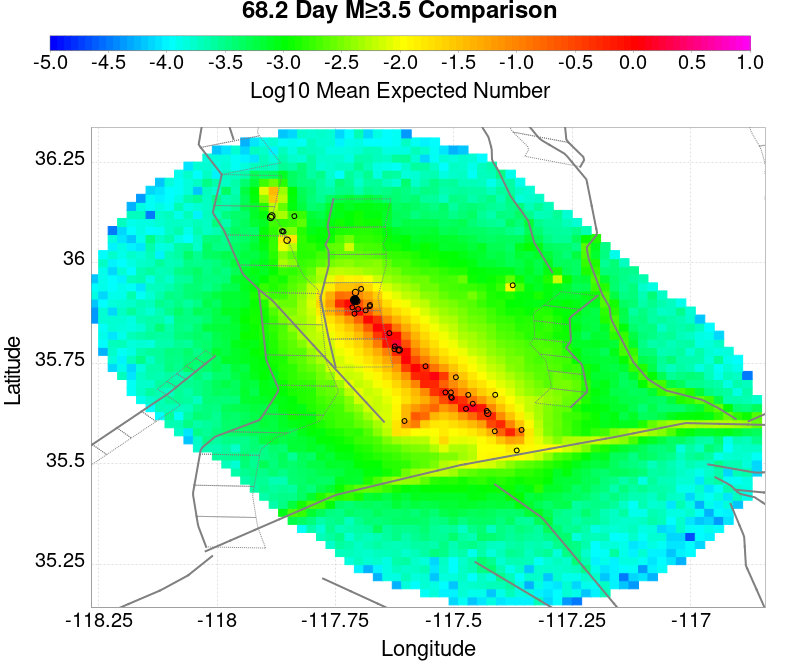 68.2 Day M≥3.5 Comparison
-5.0 -4.5 -4.0 -3.5 -3.0 -2.5 -2.0 -1.5 -1.0 -0.5 0.0 0.5 1.0
Log10 Mean Expected Number
36.25
36
35.75
35.5
35.25
Latitude
-118.25 -118 -117.75 -117.5 -117.25 -117
Longitude